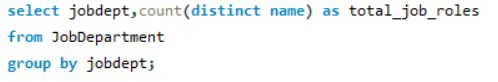 select jobdept,count(distinct name) as total_job_roles
from JobDepartment
group by jobdept;